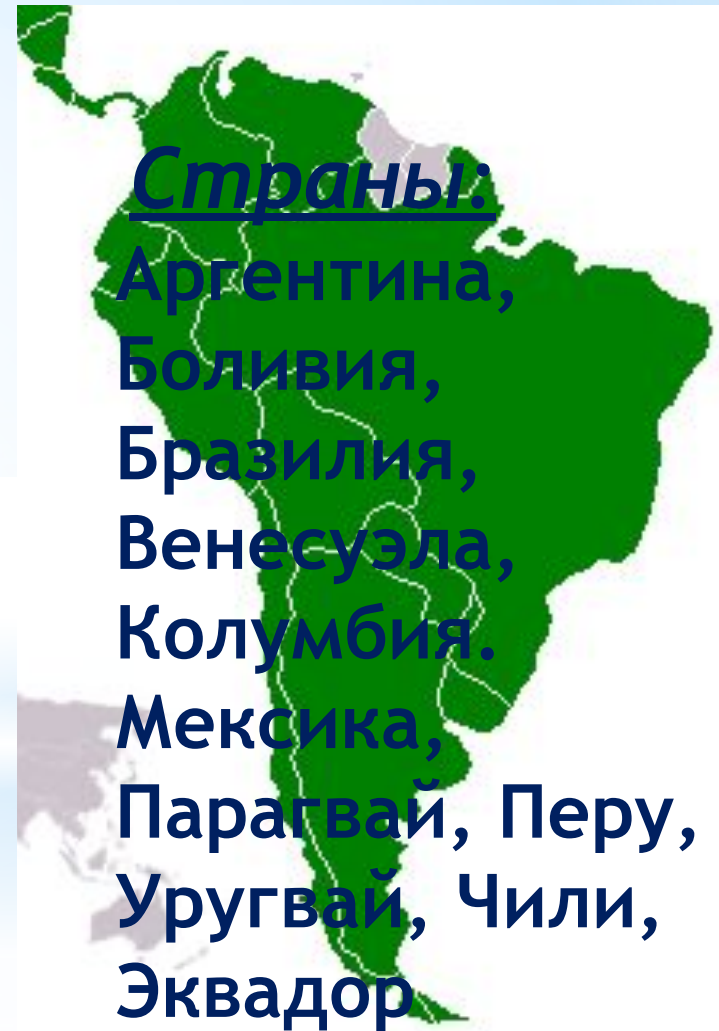 Страны:
Аргентина,
Боливия,
Бразилия,
Венесуэла,
Колумбия.
Мексика,
Парагвай, Перу,
Уругвай, Чили,
Эквадор